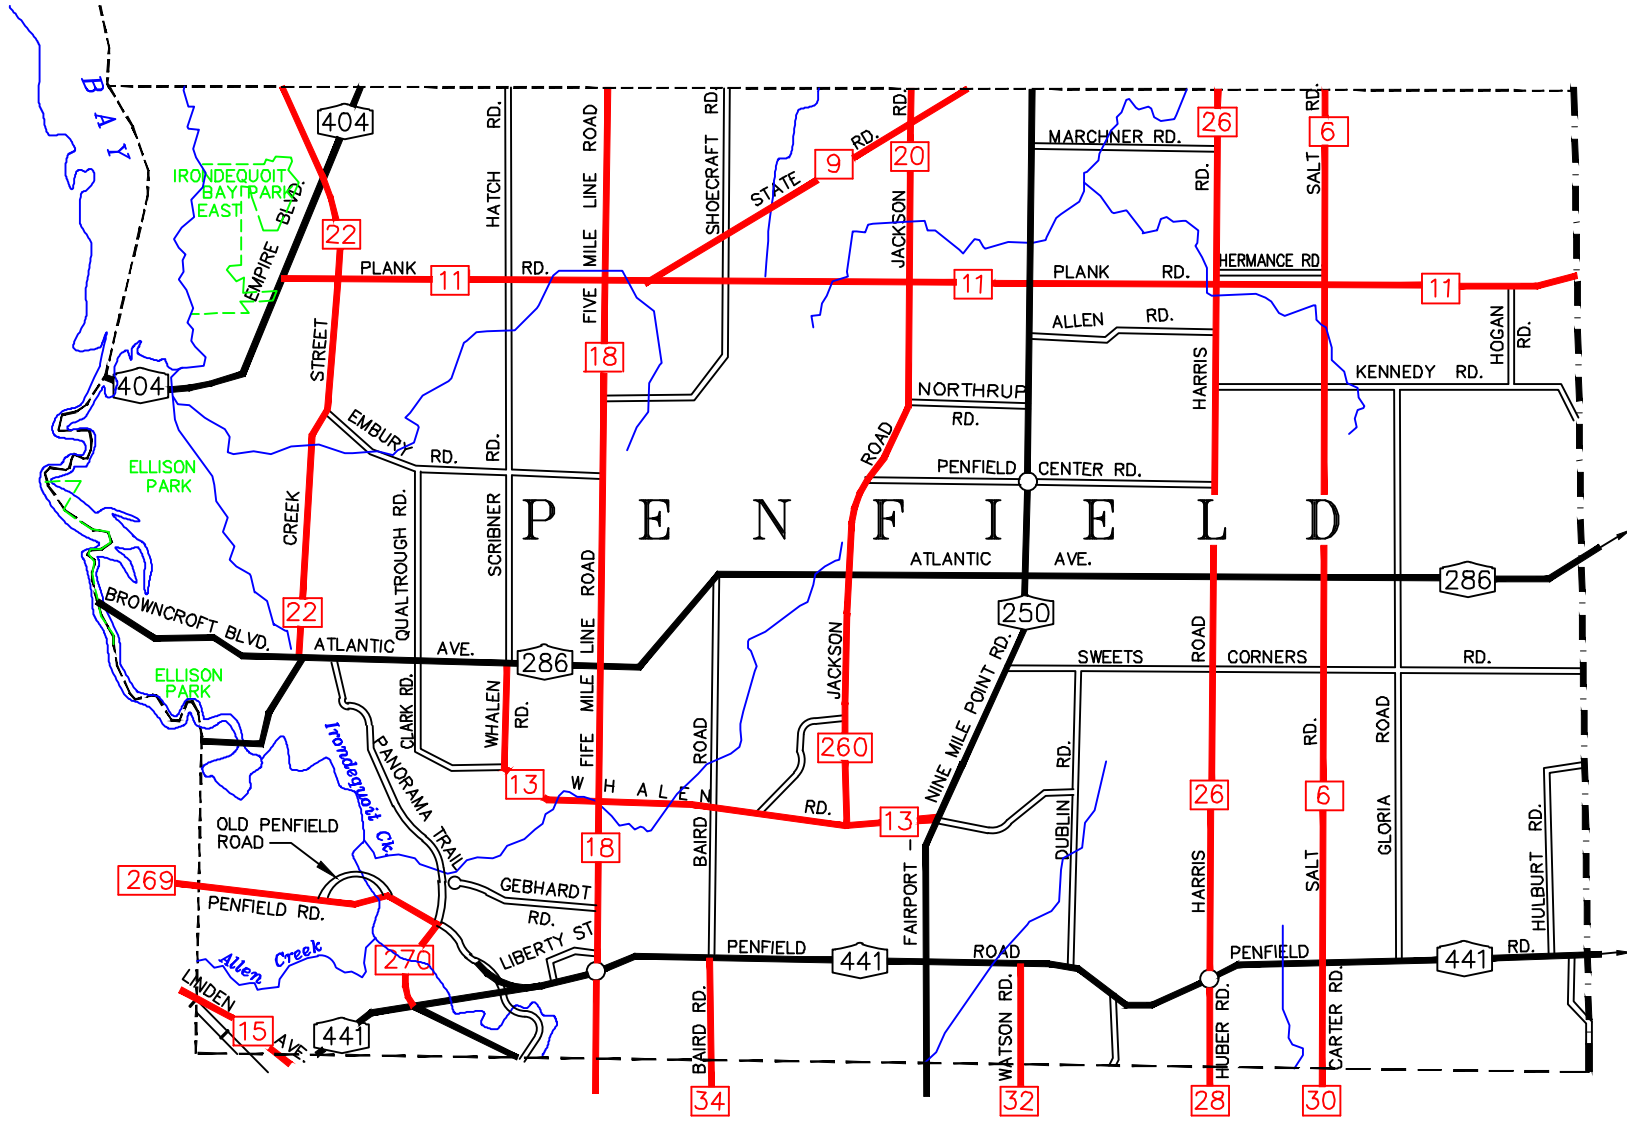 BAY
IRONDEQUOIT
BAY PARK
EAST
404
EMPIRE BLVD.
22
PLANK
11
RD.
HATCH
RD.
FIVE MILE LINE ROAD
SHOECRAFT RD.
STATE
9
RD.
20
JACKSON
RD.
MARCHNER RD.
26
RD.
6
SALT
RD.
HERMANCE RD.
11
PLANK
RD.
11
ALLEN
RD.
HOGAN
RD.
KENNEDY RD.
STREET
404
18
NORTHRUP
RD.
HARRIS
EMBURY
RD.
RD.
ROAD
PENFIELD
CENTER RD.
ELLISON
PARK
CREEK
QUALTROUGH RD.
SCRIBNER
PENFIELD
ATLANTIC
AVE.
286
250
22
BROWNCROFT BLVD.
ATLANTIC
AVE.
286
ROAD
LINE
MILE
FIFE
JACKSON
NINE MILE POINT RD.
SWEETS
ROAD
CORNERS
RD.
ELLISON
PARK
CLARK RD.
WHALEN
RD.
Irondequoit Ck.
PANORAMA TRAIL
13
WHALEN
RD.
13
260
BAIRD
ROAD
DUBLIN
RD.
26
6
RD.
GLORIA
ROAD
HULBURT
RD.
OLD PENFIELD
ROAD
269
PENFIELD RD.
18
GEBHARDT
RD.
LIBERTY ST
FAIRPORT -
HARRIS
SALT
Allen Creek
270
LINDEN
15
AVE.
441
PENFIELD
441
ROAD
PENFIELD
441
RD.
BAIRD RD.
WATSON RD.
HUBER RD.
CARTER RD.
34
32
28
30